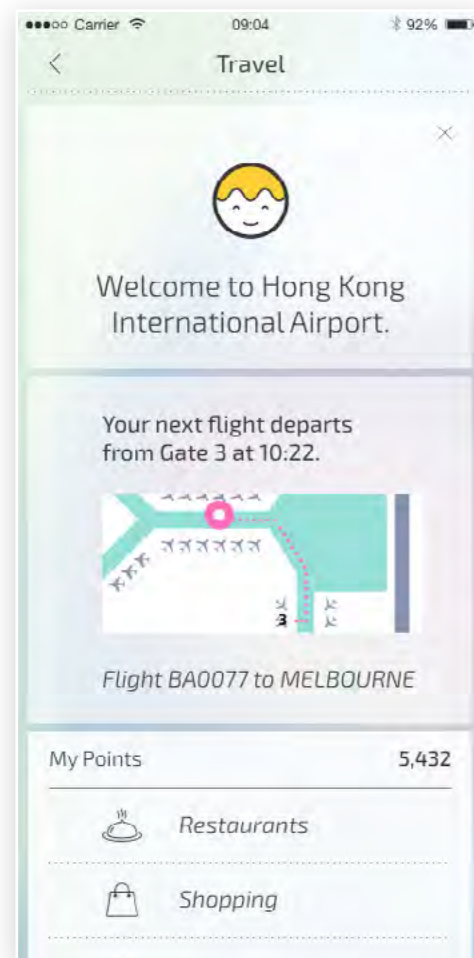 Carrier 09:04 92%
Travel
Welcome to Hong Kong
International Airport.
Your next flight departs
from Gate 3 at 10:22.
3
Flight BA0077 to MELBOURNE
My Points 5,432
Restaurants
Shopping